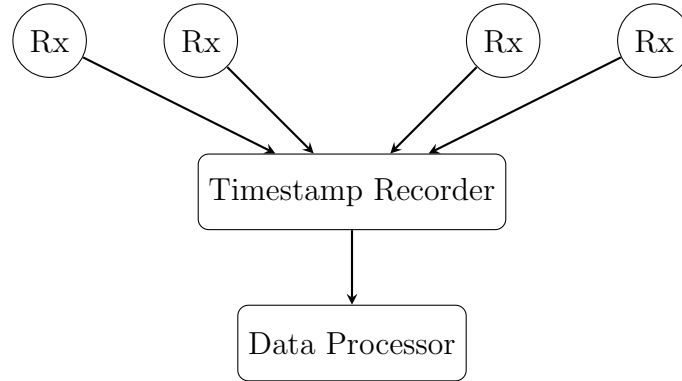 Rx Rx Rx Rx
Timestamp Recorder
Data Processor